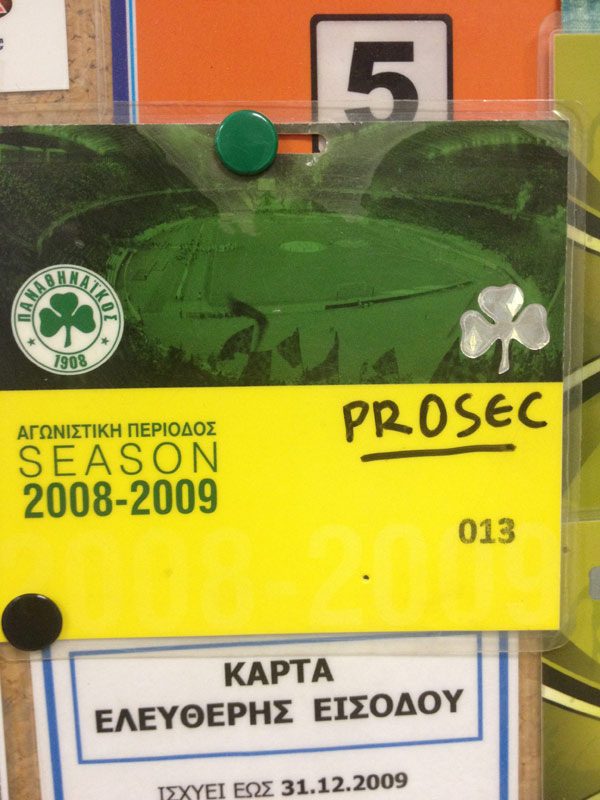 5
ΠΑΝΑΘΗΝΑΪΚΟΣ
1908
ΑΓΩΝΙΣΤΙΚΗ ΠΕΡΙΟΔΟΣ
SEASON
2008-2009
PROSEC
013
2008-2009
ΚΑΡΤΑ
ΕΛΕΥΘΕΡΗΣ ΕΙΣΟΔΟΥ
ΙΣΧΥΕΙ ΕΩΣ 31.12.2009